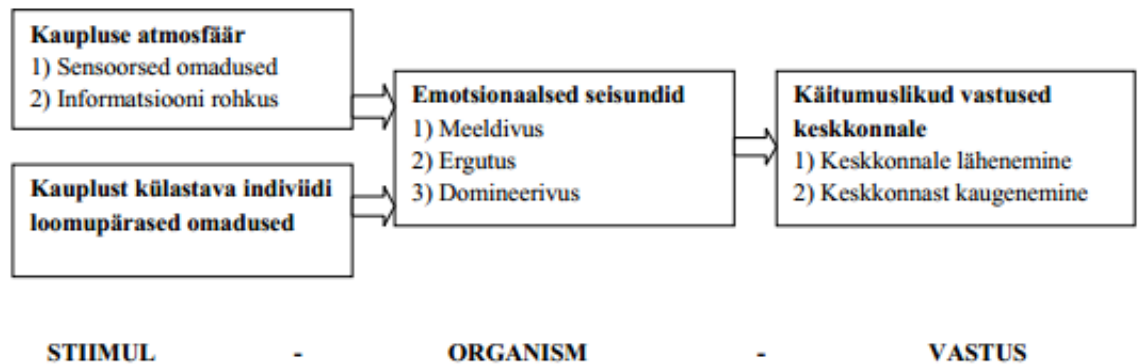 Kaupluse atmosfäär
1) Sensoorsed omadused
2) Informatsiooni rohkus
Kauplust külastava indiviidi
loomupärased omadused
Emotsionaalsed seisundid
1) Meeldivus
2) Ergutus
3) Domineerivus
Käitumuslikud vastused
keskkonnale
1) Keskkonnale lähenemine
2) Keskkonnast kaugenemine
STIIMUL - ORGANISM - VASTUS